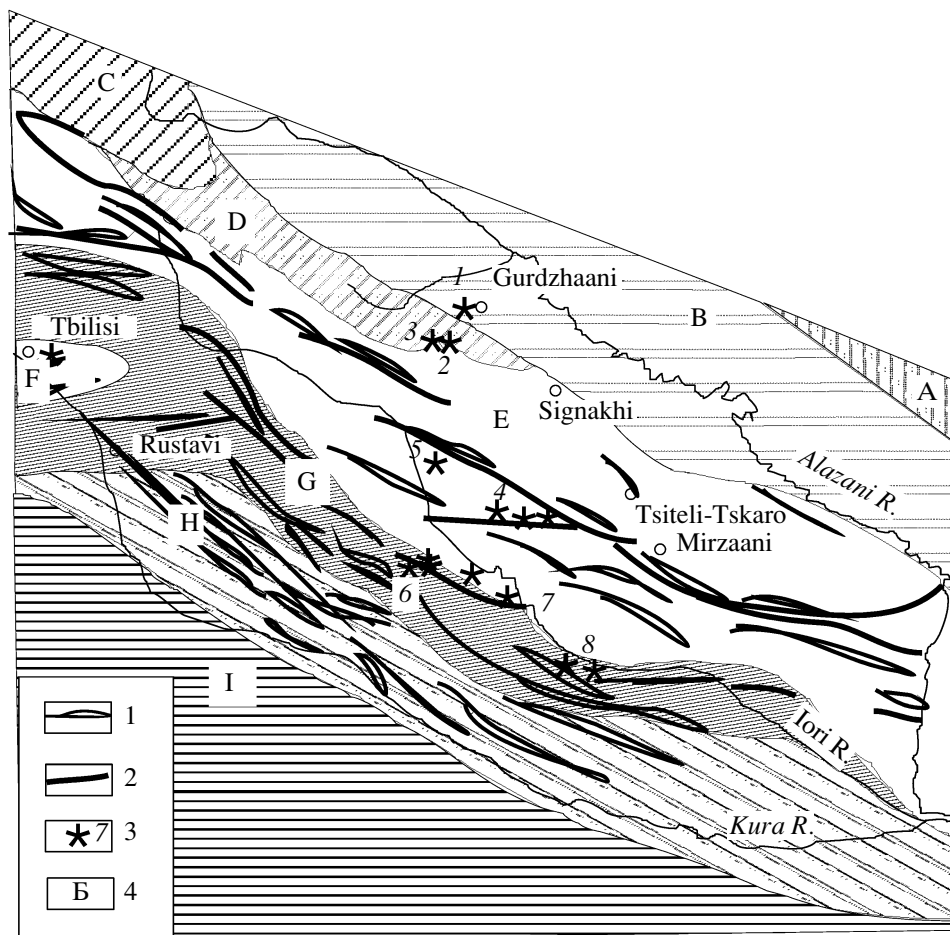 C
D
1
Gurdzhaani
B
Tbilisi
3
2
F
A
Signakhi
E
Rustavi
5
G
Alazani R.
4
H
Tsiteli-Tskaro
Mirzaani
6
7
8
I
1
Iori R.
2
7
3
Kura R.
Б
4